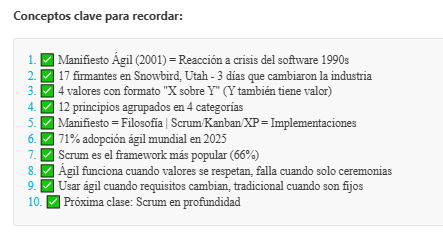 Conceptos clave para recordar:
1. ✅ Manifiesto Ágil (2001) = Reacción a crisis del software 1990s
2. ✅ 17 firmantes en Snowbird, Utah - 3 días que cambiaron la industria
3. ✅ 4 valores con formato "X sobre Y" (Y también tiene valor)
4. ✅ 12 principios agrupados en 4 categorías
5. ✅ Manifiesto = Filosofía | Scrum/Kanban/XP = Implementaciones
6. ✅ 71% adopción ágil mundial en 2025
7. ✅ Scrum es el framework más popular (66%)
8. ✅ Ágil funciona cuando valores se respetan, falla cuando solo ceremonias
9. ✅ Usar ágil cuando requisitos cambian, tradicional cuando son fijos
10. ✅ Próxima clase: Scrum en profundidad